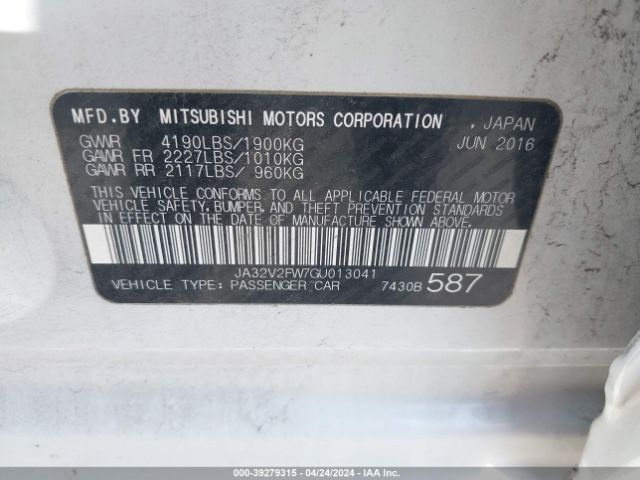 MFD.BY MITSUBISHI MOTORS CORPORATION , JAPAN
GVWR 4190LBS/1900KG JUN 2016
GAWR FR 2227LBS/1010KG
GAWR RR 2117LBS/ 960KG
THIS VEHICLE CONFORMS TO ALL APPLICABLE FEDERAL MOTOR
VEHICLE SAFETY, BUMPER, AND THEFT PREVENTION STANDARDS
IN EFFECT ON THE DATE OF MANUFACTURE SHOWN ABOVE.
JA32V2FW7GU013041
VEHICLE TYPE: PASSENGER CAR 7430B 587
000-39279315 - 04/24/2024 - IAAI.COM